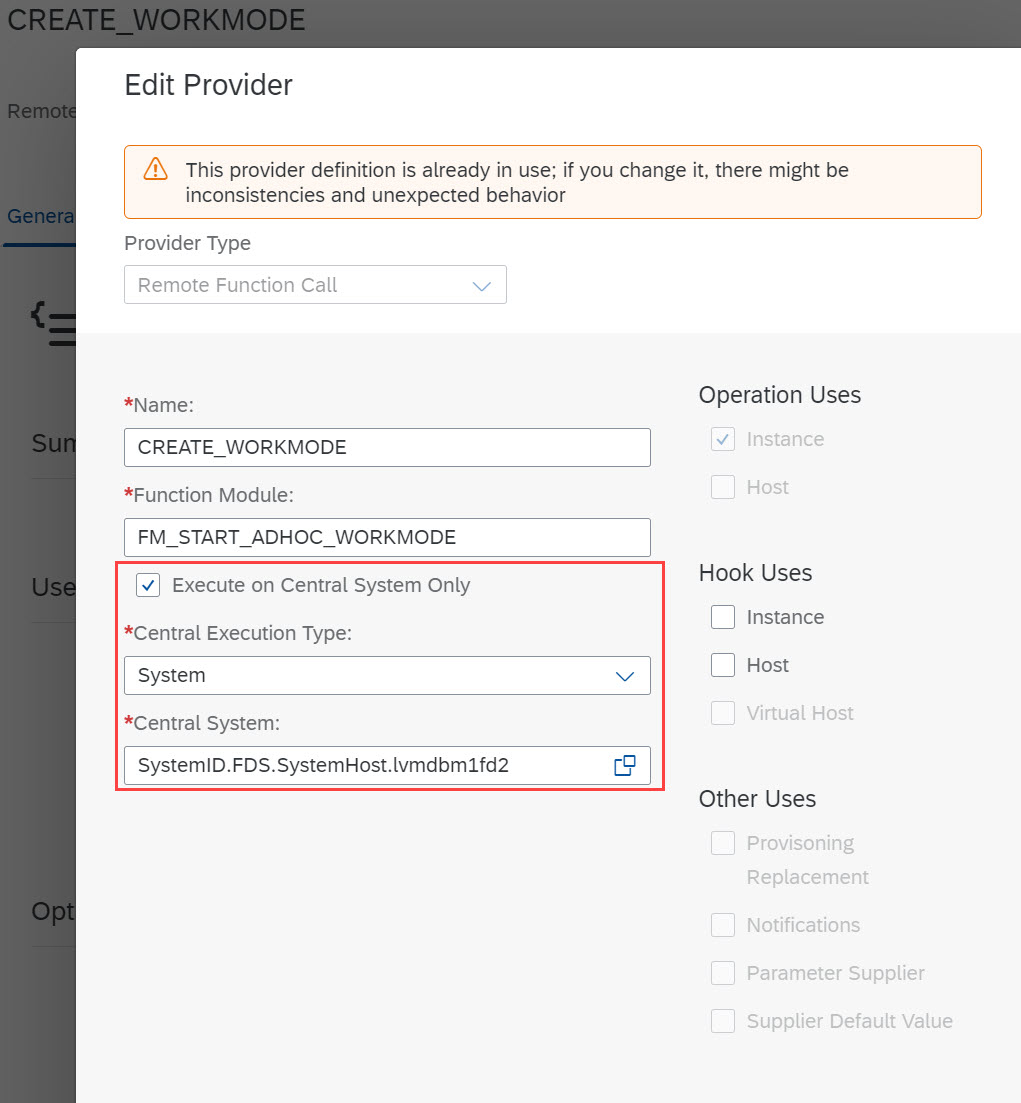 CREATE_WORKMODE
Edit Provider
Remote
This provider definition is already in use; if you change it, there might be
inconsistencies and unexpected behavior
Genera
Provider Type
Remote Function Call
*Name:
CREATE_WORKMODE
*Function Module:
FM_START_ADHOC_WORKMODE
Execute on Central System Only
*Central Execution Type:
System
*Central System:
SystemID.FDS.SystemHost.lvmdbm1fd2
Operation Uses
Instance
Host
Hook Uses
Instance
Host
Virtual Host
Other Uses
Provisoning
Replacement
Notifications
Parameter Supplier
Supplier Default Value
Sum
Use
Opt